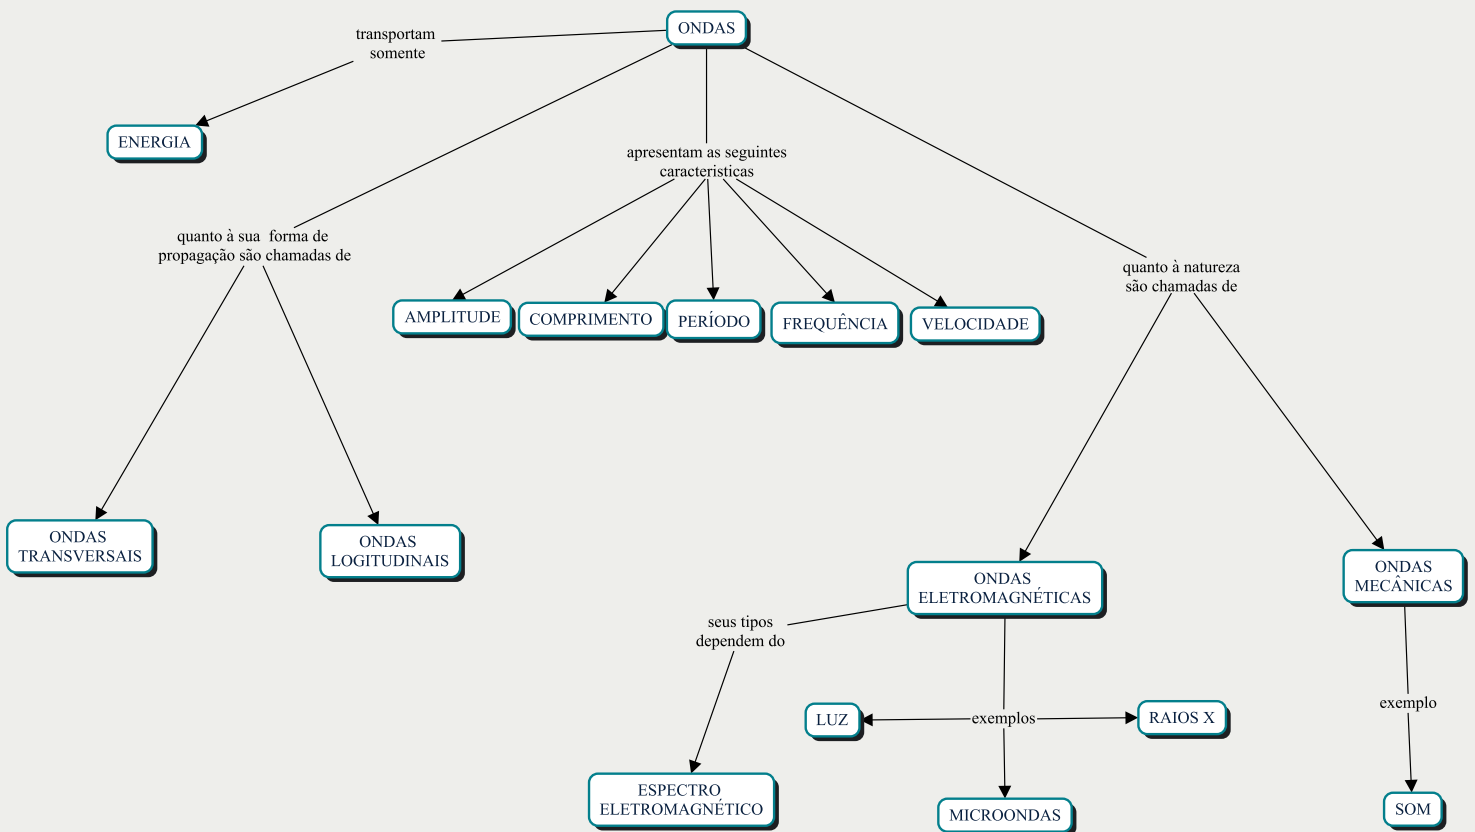 ONDAS
transportam
somente
ENERGIA
apresentam as seguintes
caracteristicas
quanto à sua  forma de
propagação são chamadas de
quanto à natureza
são chamadas de
AMPLITUDE
COMPRIMENTO
PERÍODO
FREQUÊNCIA
VELOCIDADE
ONDAS
TRANSVERSAIS
ONDAS
LOGITUDINAIS
ONDAS
ELETROMAGNÉTICAS
ONDAS
MECÂNICAS
seus tipos
dependem do
LUZ
exemplos
RAIOS X
exemplo
ESPECTRO
ELETROMAGNÉTICO
MICROONDAS
SOM